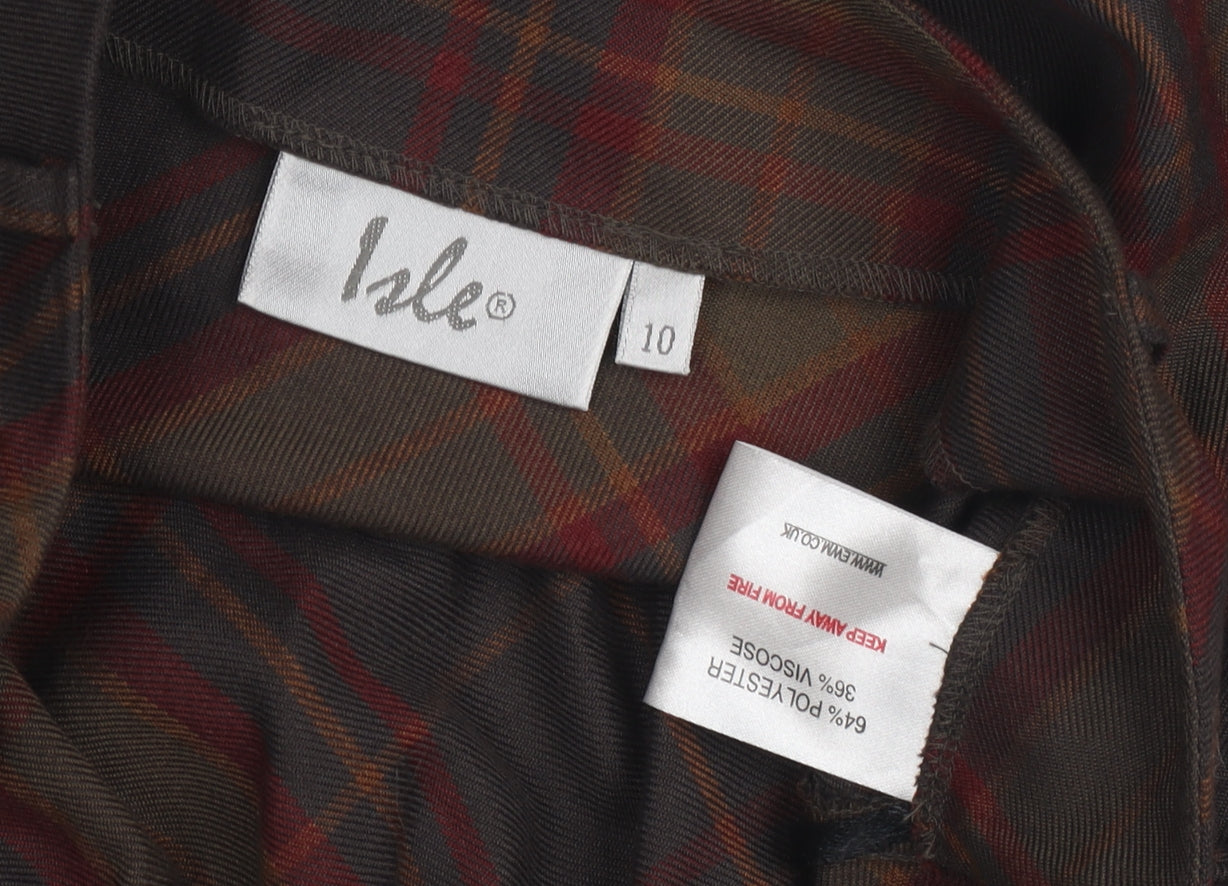 Isle®
10
64% POLYESTER
36% VISCOSE
KEEP AWAY FROM FIRE
WWW.EWM.CO.UK